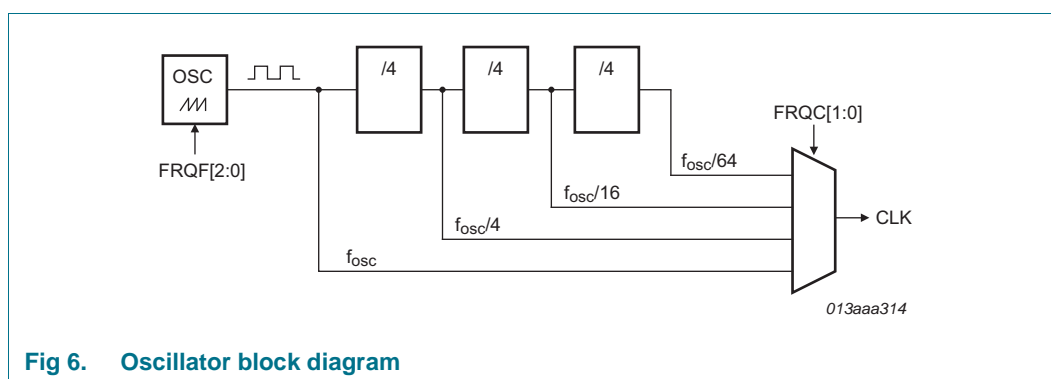 OSC
FRQF[2:0]
/4
/4
/4
FRQC[1:0]
fosc/64
fosc/16
fosc/4
fosc
CLK
013aaa314
Fig 6. Oscillator block diagram